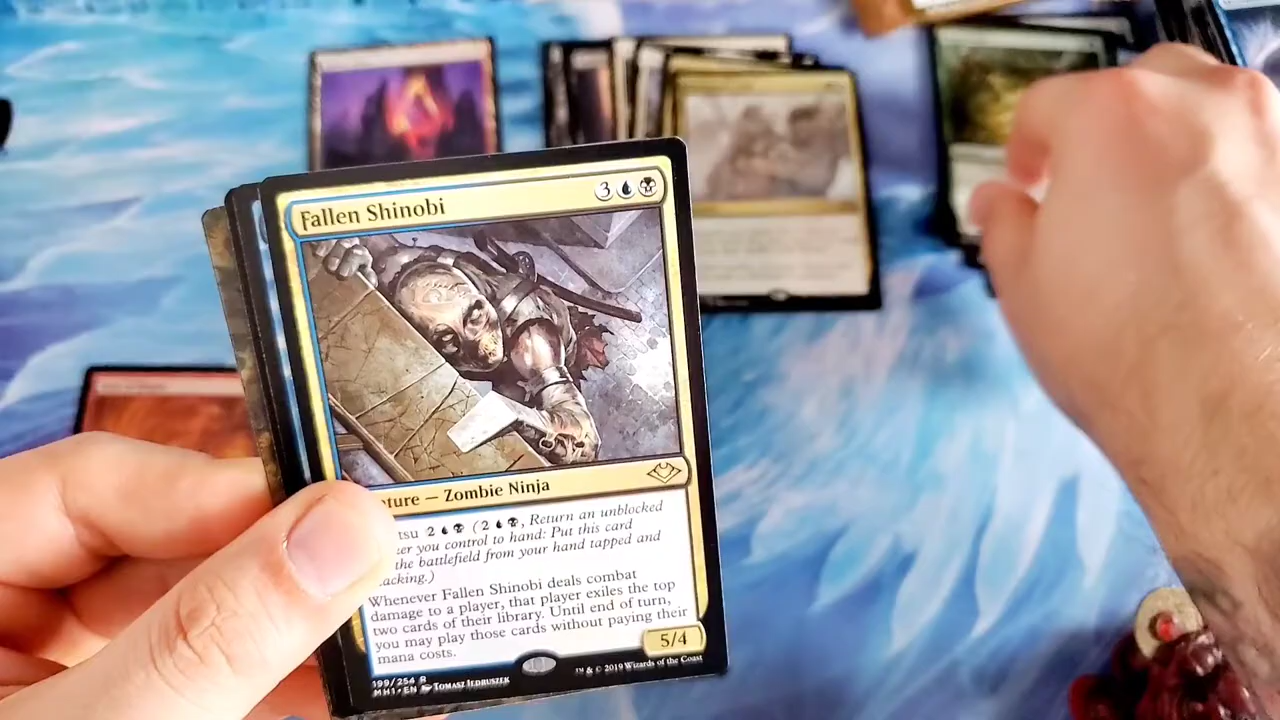 Fallen Shinobi
3
ature — Zombie Ninja
tsu 2 (2, Return an unblocked
er you control to hand: Put this card
the battlefield from your hand tapped and
acking.)
Whenever Fallen Shinobi deals combat
damage to a player, that player exiles the top
two cards of their library. Until end of turn,
you may play those cards without paying their
mana costs.
5/4
199/254 R
MH1 • EN TOMASZ JEDRUSZEK
™ & © 2019 Wizards of the Coast